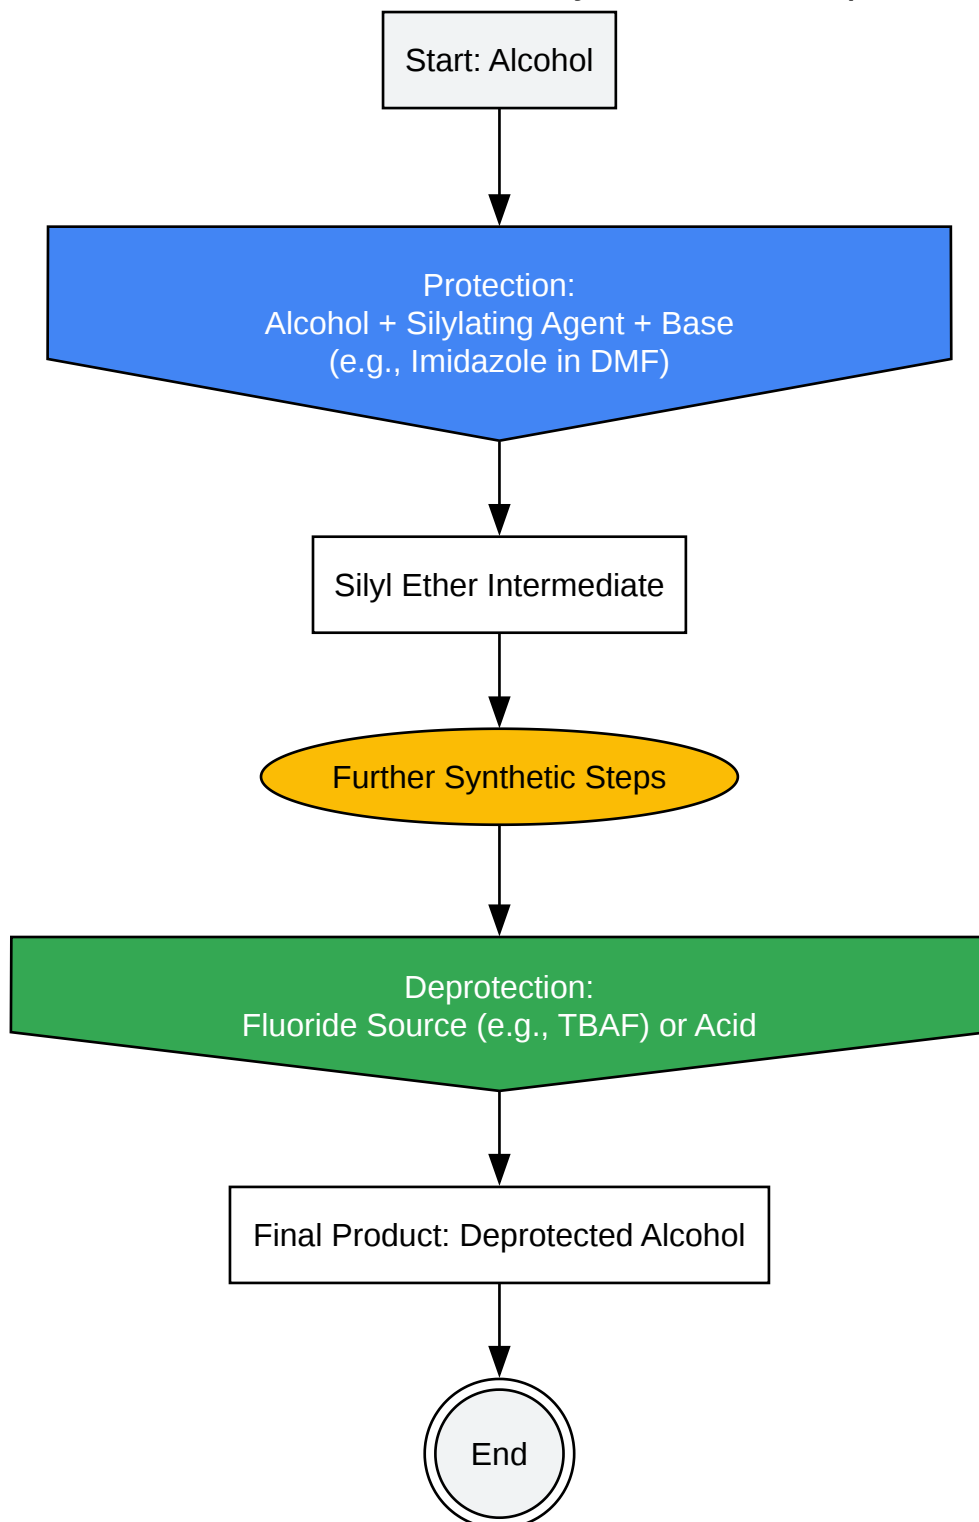 Start: Alcohol
Protection:
Alcohol + Silylating Agent + Base
(e.g., Imidazole in DMF)
Silyl Ether Intermediate
Further Synthetic Steps
Deprotection:
Fluoride Source (e.g., TBAF) or Acid
Final Product: Deprotected Alcohol
End